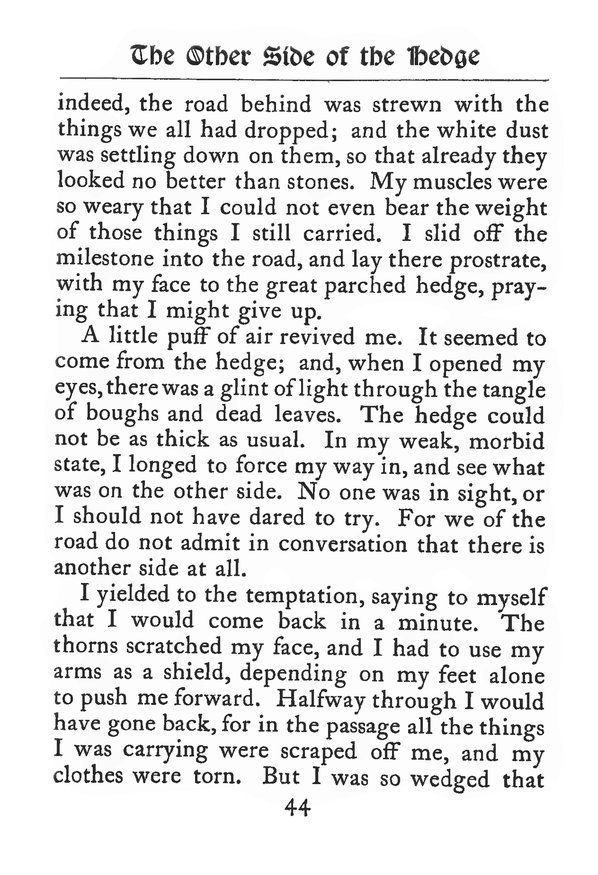 The Other Side of the Hedge
indeed, the road behind was strewn with the
things we all had dropped; and the white dust
was settling down on them, so that already they
looked no better than stones. My muscles were
so weary that I could not even bear the weight
of those things I still carried. I slid off the
milestone into the road, and lay there prostrate,
with my face to the great parched hedge, pray-
ing that I might give up.
A little puff of air revived me. It seemed to
come from the hedge; and, when I opened my
eyes, there was a glint of light through the tangle
of boughs and dead leaves. The hedge could
not be as thick as usual. In my weak, morbid
state, I longed to force my way in, and see what
was on the other side. No one was in sight, or
I should not have dared to try. For we of the
road do not admit in conversation that there is
another side at all.
I yielded to the temptation, saying to myself
that I would come back in a minute. The
thorns scratched my face, and I had to use my
arms as a shield, depending on my feet alone
to push me forward. Halfway through I would
have gone back, for in the passage all the things
I was carrying were scraped off me, and my
clothes were torn. But I was so wedged that
44